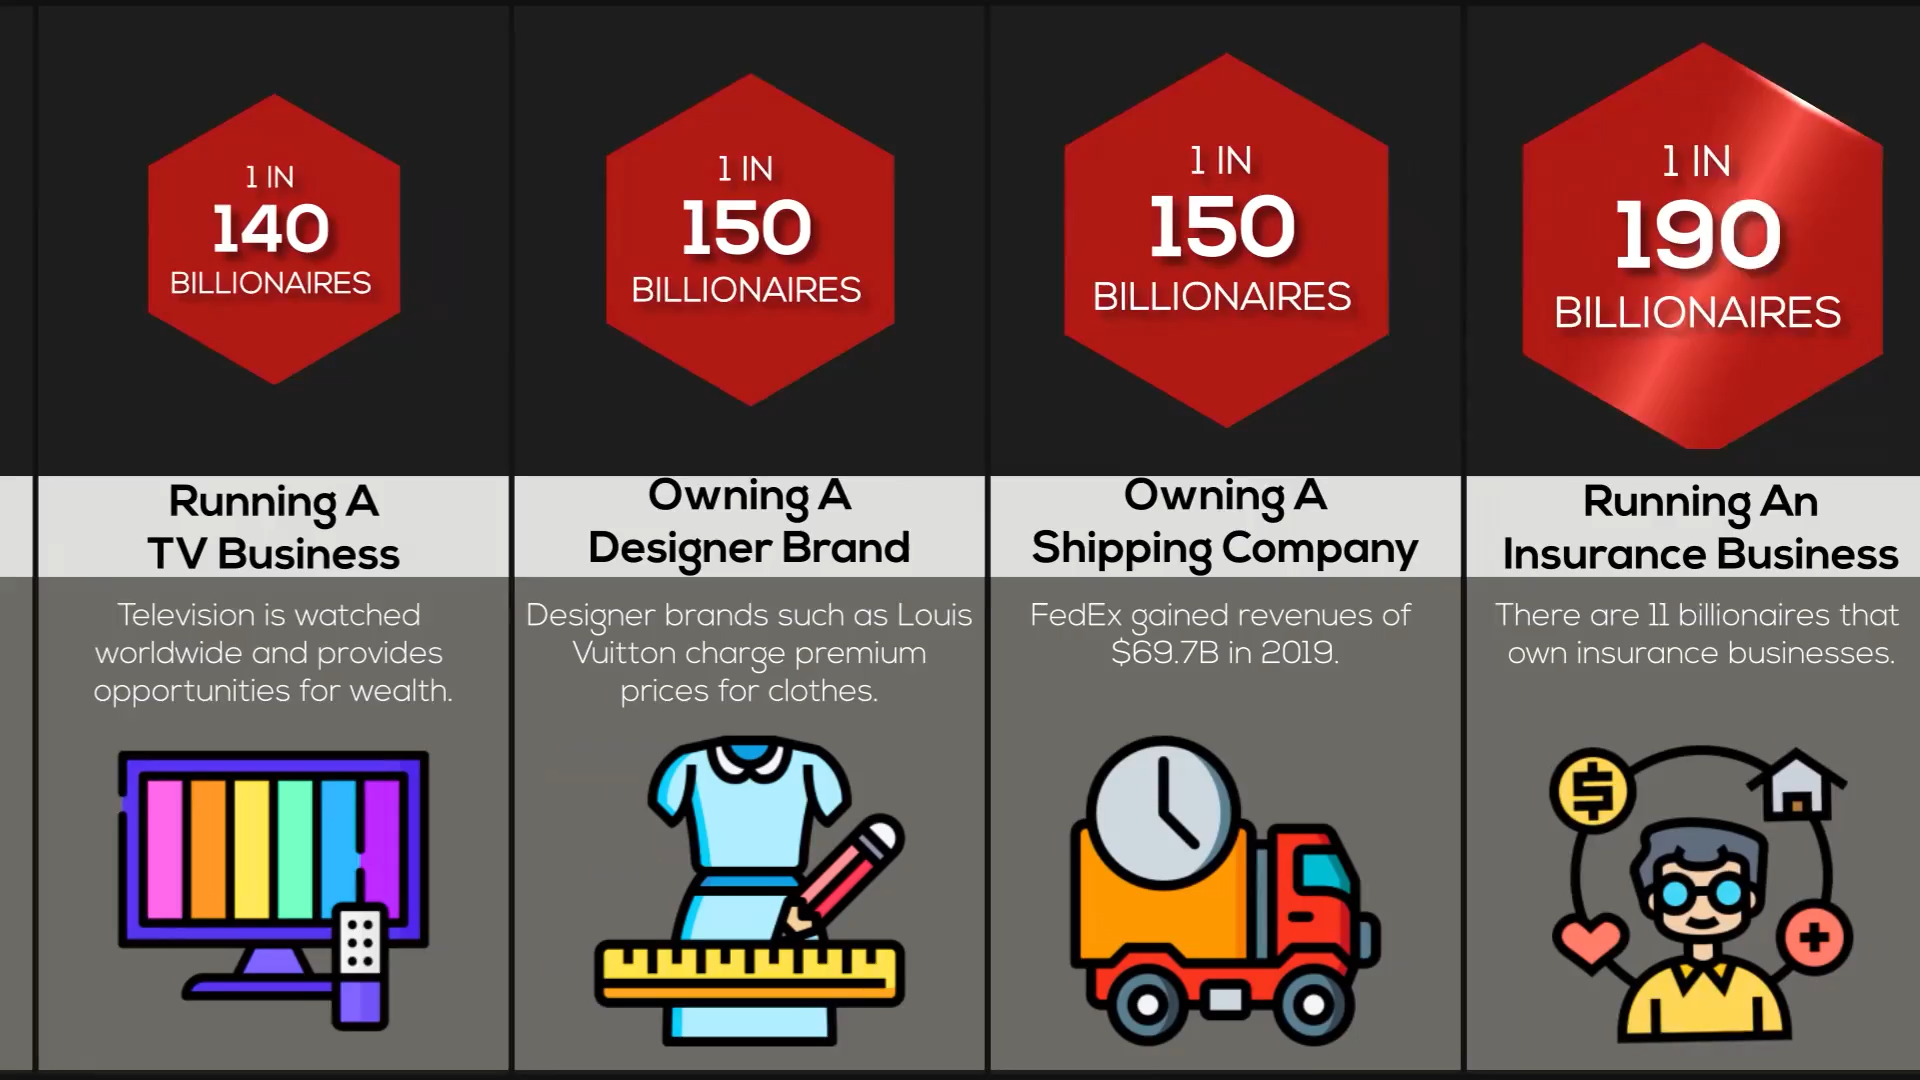 1 IN
140
BILLIONAIRES
Running A
TV Business
Television is watched
worldwide and provides
opportunities for wealth.
1 IN
150
BILLIONAIRES
Owning A
Designer Brand
Designer brands such as Louis
Vuitton charge premium
prices for clothes.
1 IN
150
BILLIONAIRES
Owning A
Shipping Company
FedEx gained revenues of
$69.7B in 2019.
1 IN
190
BILLIONAIRES
Running An
Insurance Business
There are 11 billionaires that
own insurance businesses.
$